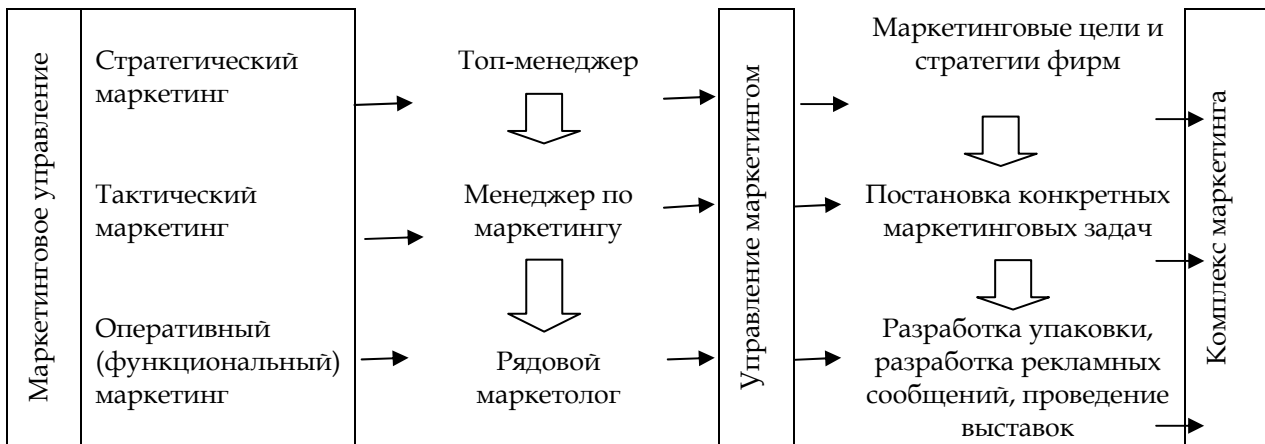 Маркетинговое управление
Стратегический
маркетинг
Тактический
маркетинг
Оперативный
(функциональный)
маркетинг
Топ-менеджер
Менеджер по
маркетингу
Рядовой
маркетолог
Управление маркетингом
Маркетинговые цели и
стратегии фирм
Постановка конкретных
маркетинговых задач
Разработка упаковки,
разработка рекламных
сообщений, проведение
выставок
Комплекс маркетинга